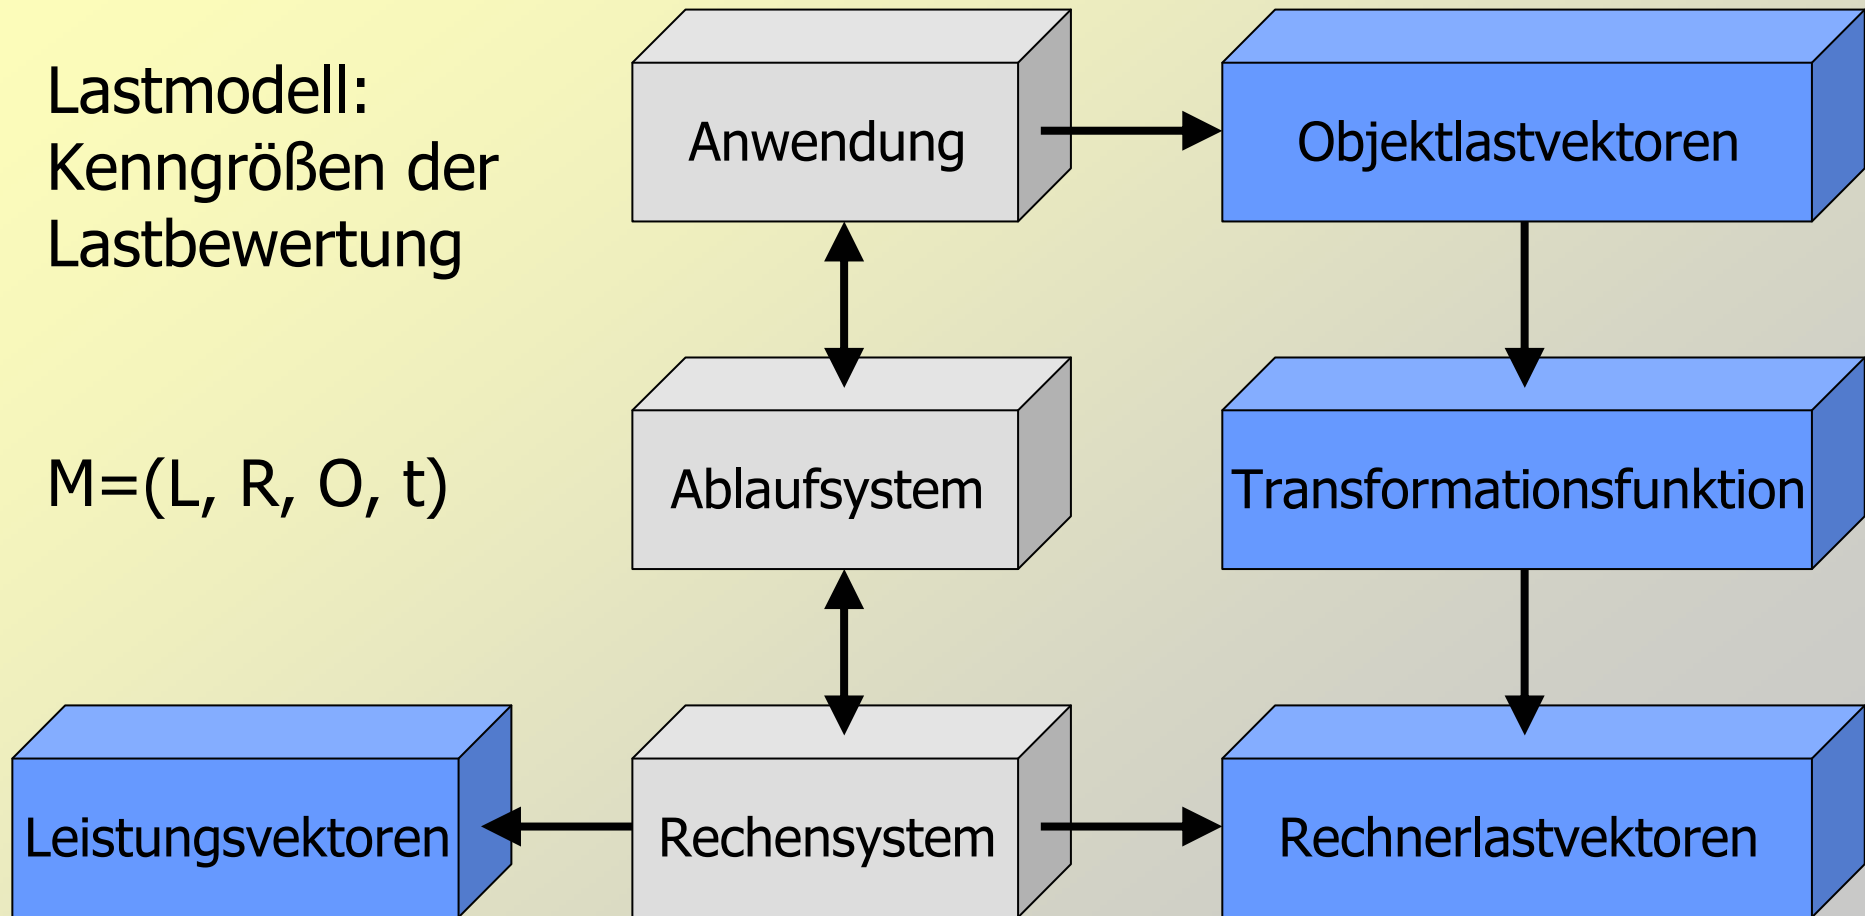 Lastmodell:
Kenngrößen der
Lastbewertung
M=(L, R, O, t)
Anwendung
Objektlastvektoren
Ablaufsystem
Transformationsfunktion
Leistungsvektoren
Rechensystem
Rechnerlastvektoren